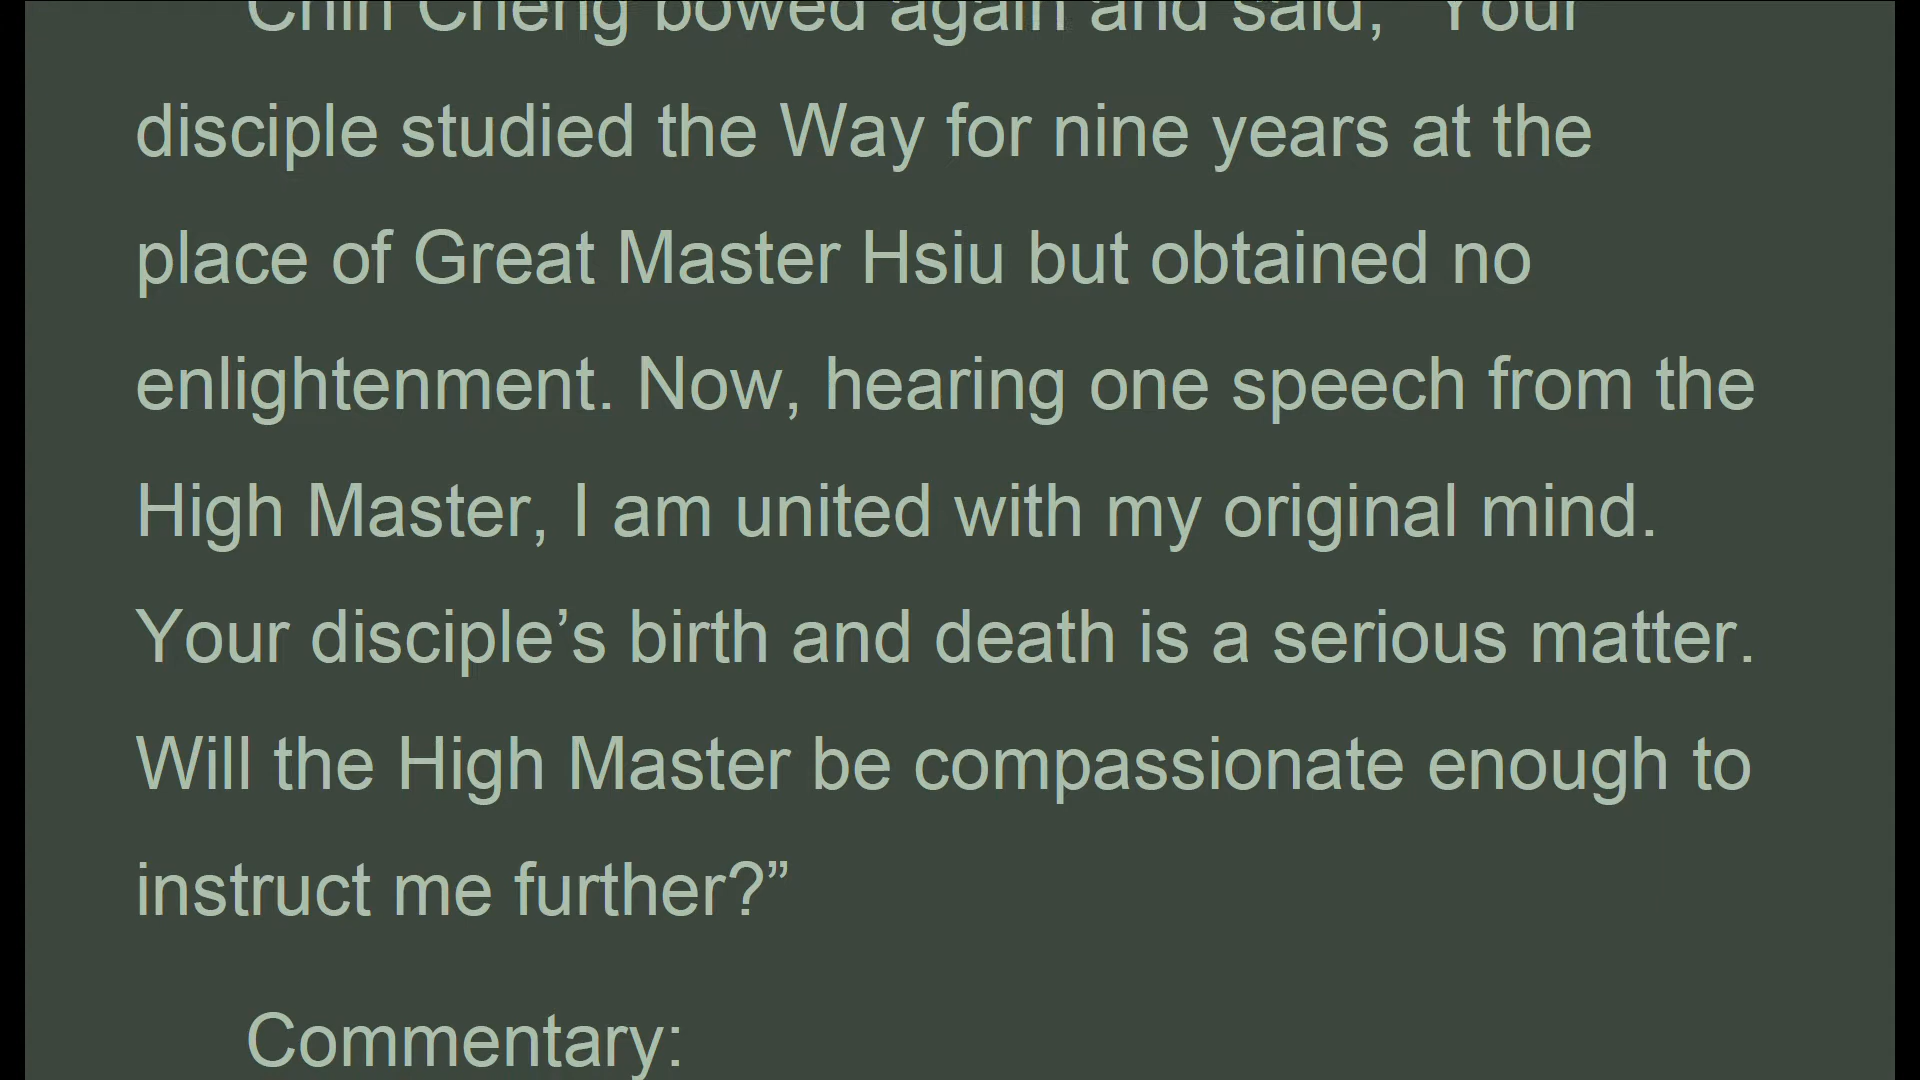 Chih Cheng bowed again and said, “Your
disciple studied the Way for nine years at the
place of Great Master Hsiu but obtained no
enlightenment. Now, hearing one speech from the
High Master, I am united with my original mind.
Your disciple’s birth and death is a serious matter.
Will the High Master be compassionate enough to
instruct me further?”
Commentary: